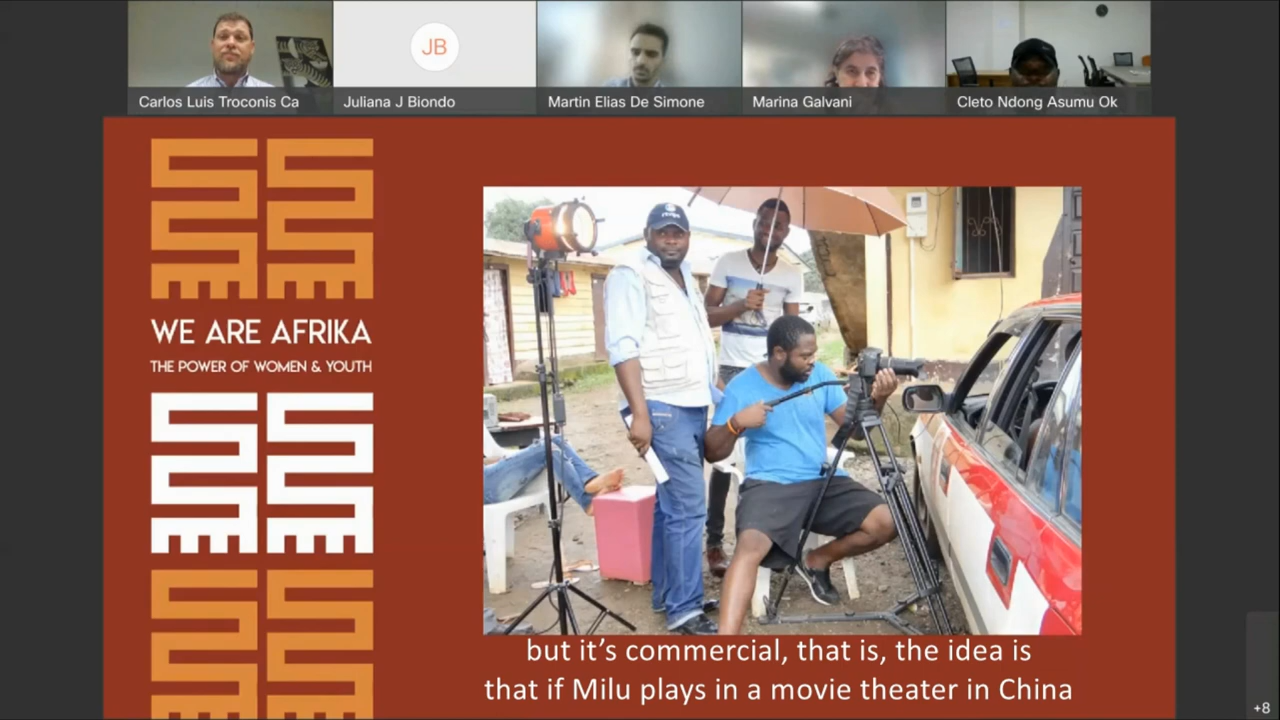 JB
Carlos Luis Troconis Ca
Juliana J Biondo
Martin Elias De Simone
Marina Galvani
Cleto Ndong Asumu Ok
WE ARE AFRIKA
THE POWER OF WOMEN & YOUTH
but it's commercial, that is, the idea is
that if Milu plays in a movie theater in China
+8